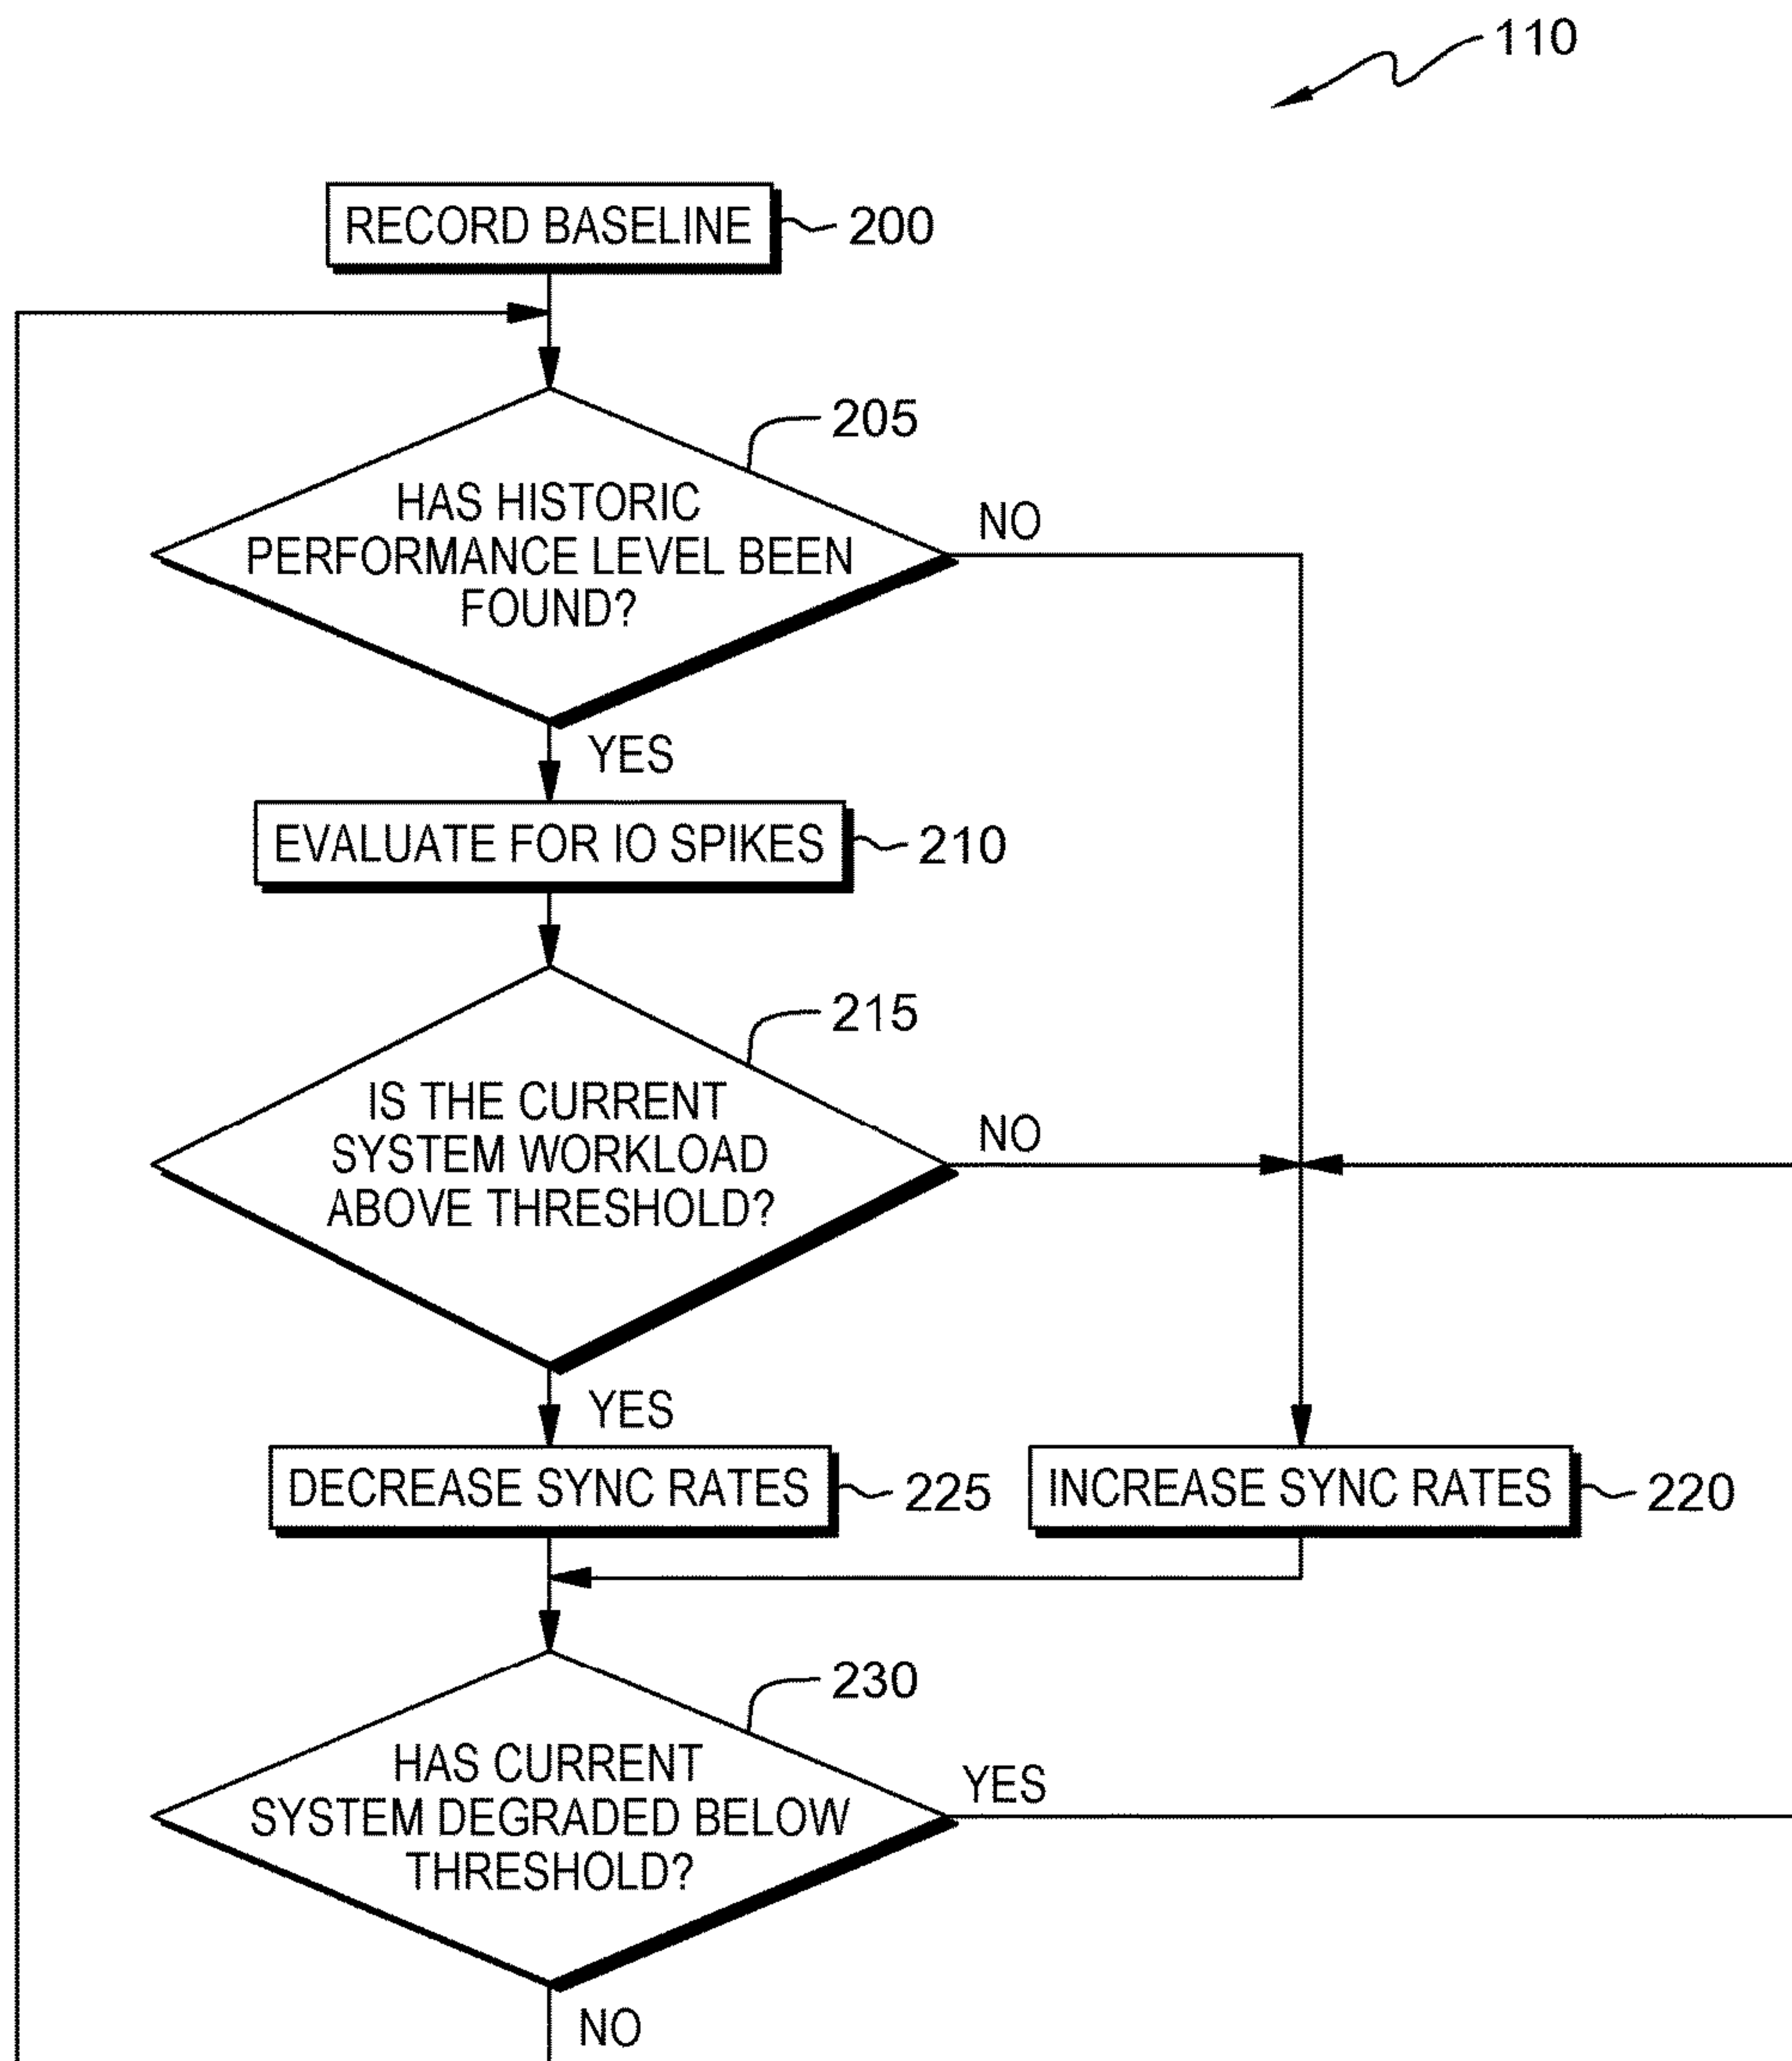 110
RECORD BASELINE
200
205
HAS HISTORIC
PERFORMANCE LEVEL BEEN
FOUND?
NO
YES
EVALUATE FOR IO SPIKES
210
215
IS THE CURRENT
SYSTEM WORKLOAD
ABOVE THRESHOLD?
NO
YES
DECREASE SYNC RATES
225
INCREASE SYNC RATES
220
230
HAS CURRENT
SYSTEM DEGRADED BELOW
THRESHOLD?
YES
NO